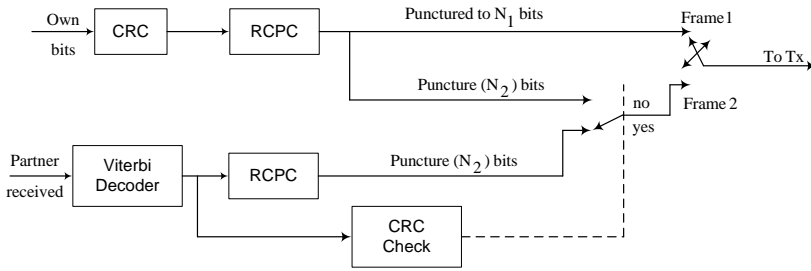 Own
bits
CRC
RCPC
Punctured to N1 bits
Frame 1
To Tx
Puncture (N2) bits
no
yes
Frame 2
Partner
received
Viterbi
Decoder
RCPC
Puncture (N2) bits
CRC
Check